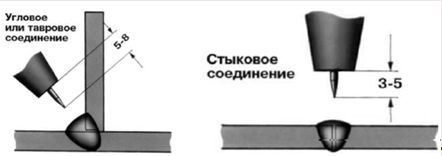 Угловое
или тавровое
соединение
5-8
Стыковое
соединение
3-5